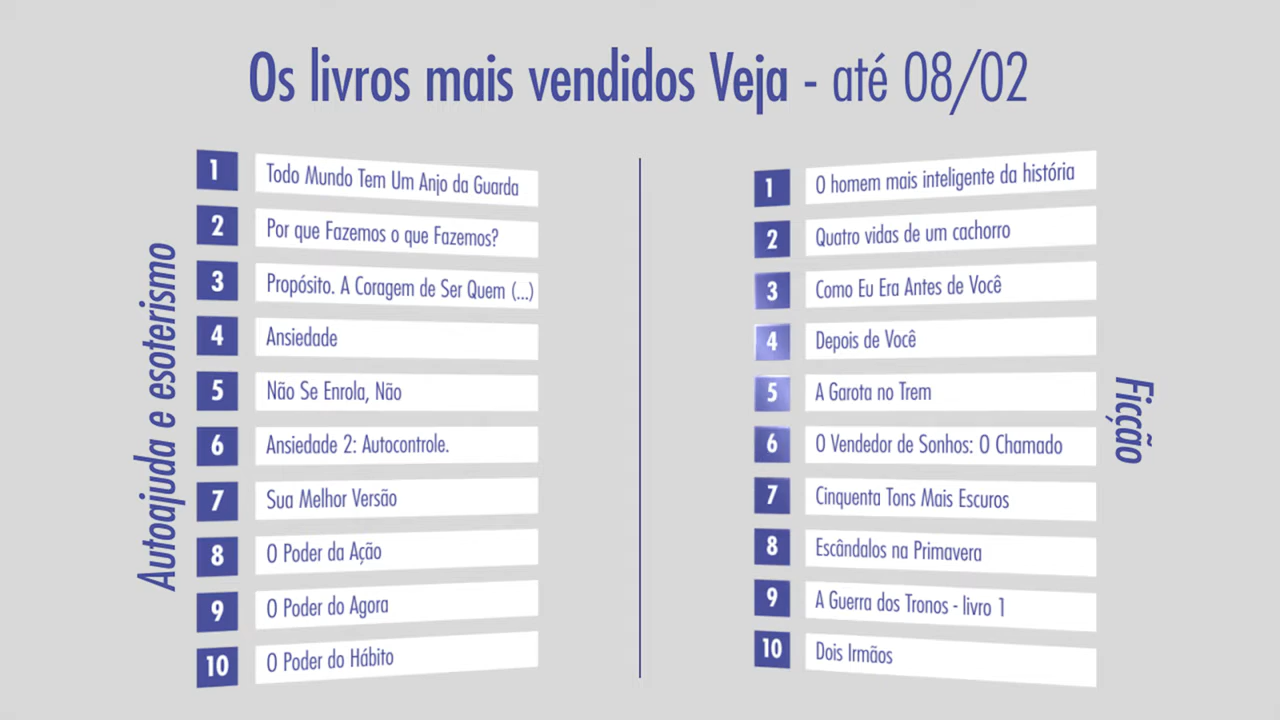 Os livros mais vendidos Veja - até 08/02
Autoajuda e esoterismo
1 Todo Mundo Tem Um Anjo da Guarda
2 Por que Fazemos o que Fazemos?
3 Propósito. A Coragem de Ser Quem (...)
4 Ansiedade
5 Não Se Enrola, Não
6 Ansiedade 2: Autocontrole.
7 Sua Melhor Versão
8 O Poder da Ação
9 O Poder do Agora
10 O Poder do Hábito
Ficção
1 O homem mais inteligente da história
2 Quatro vidas de um cachorro
3 Como Eu Era Antes de Você
4 Depois de Você
5 A Garota no Trem
6 O Vendedor de Sonhos: O Chamado
7 Cinquenta Tons Mais Escuros
8 Escândalos na Primavera
9 A Guerra dos Tronos - livro 1
10 Dois Irmãos